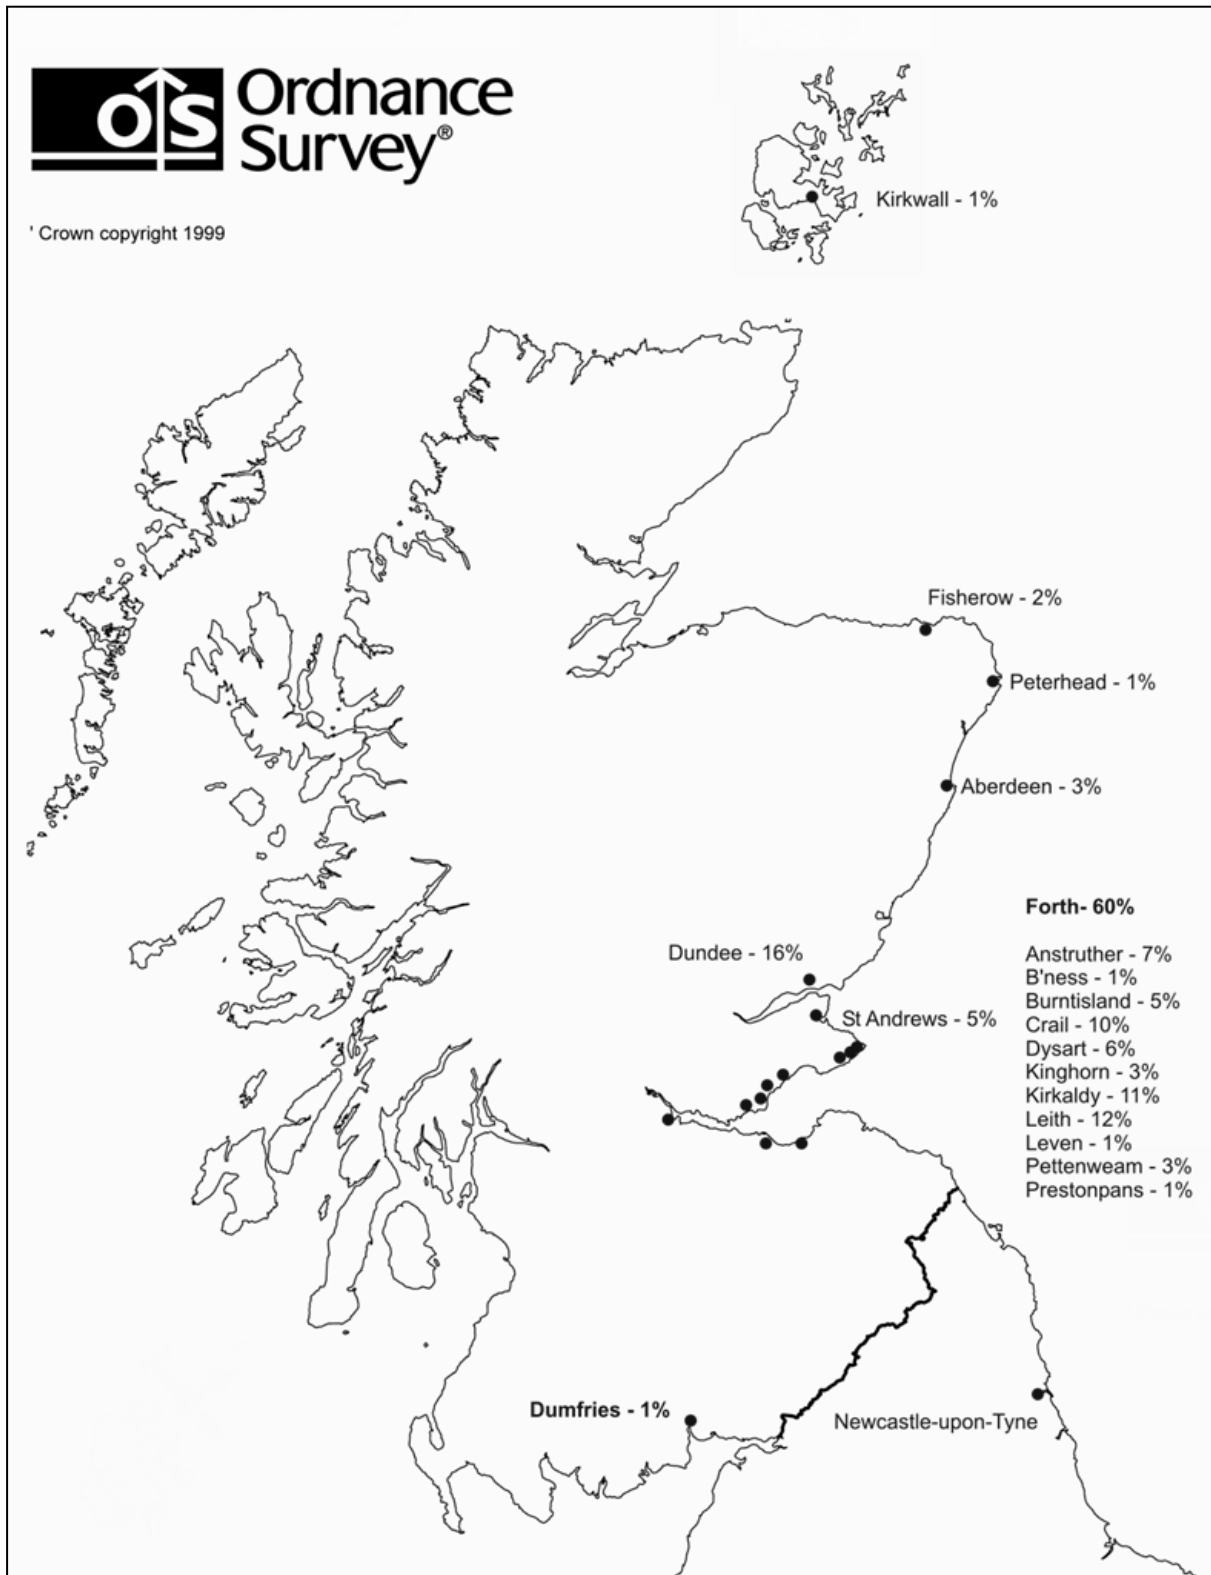 OS Ordnance
Survey®
' Crown copyright 1999
Kirkwall - 1%
Fisherow - 2%
Peterhead - 1%
Aberdeen - 3%
Forth- 60%
Dundee - 16%
Anstruther - 7%
B'ness - 1%
Burntisland - 5%
St Andrews - 5%
Crail - 10%
Dysart - 6%
Kinghorn - 3%
Kirkaldy - 11%
Leith - 12%
Leven - 1%
Pettenweam - 3%
Prestonpans - 1%
Dumfries - 1%
Newcastle-upon-Tyne